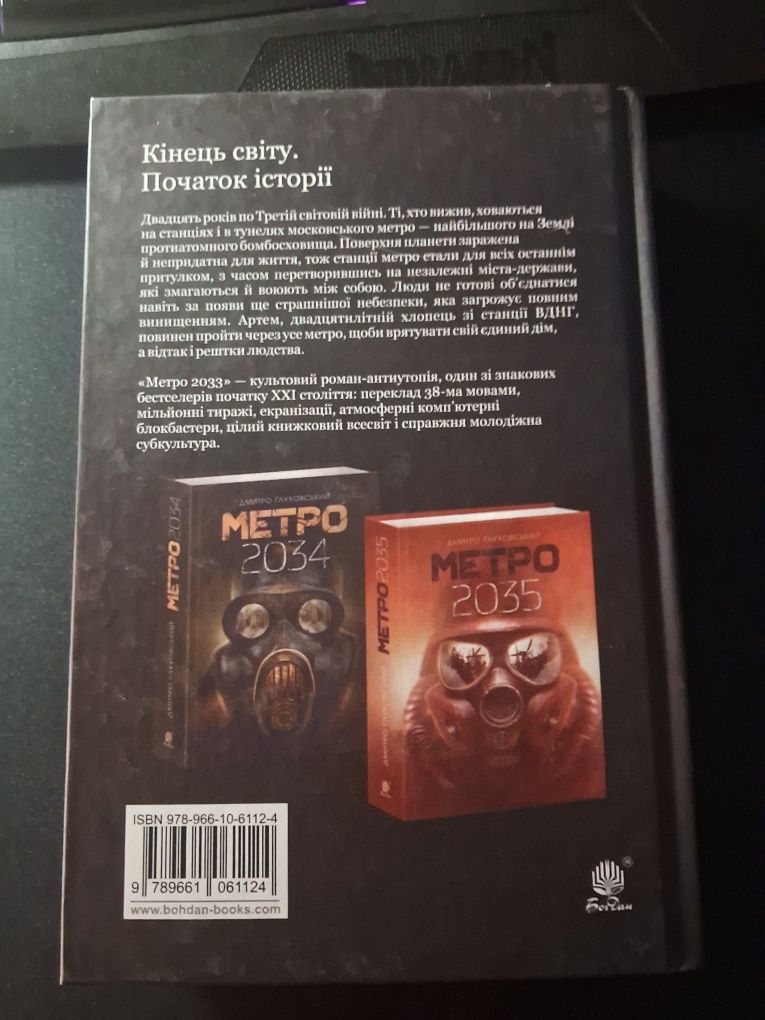 Кінець світу.
Початок історії
Двадцять років по Третій світовій війні. Ті, хто вижив, ховаються
на станціях і в тунелях московського метро — найбільшого на Землі
протиатомного бомбосховища. Поверхня планети заражена
й непридатна для життя, тож станції метро стали для всіх останнім
притулком, з часом перетворившись на незалежні міста-держави,
які змагаються й воюють між собою. Люди не готові об'єднатися
навіть за появи ще страшнішої небезпеки, яка загрожує повним
винищенням. Артем, двадцятилітній хлопець зі станції ВДНГ,
повинен пройти через усе метро, щоби врятувати свій єдиний дім,
а відтак і рештки людства.
«Метро 2033» — культовий роман-антиутопія, один зі знакових
бестселерів початку XXI століття: переклад 38-ма мовами,
мільйонні тиражі, екранізації, атмосферні комп'ютерні
блокбастери, цілий книжковий всесвіт і справжня молодіжна
субкультура.
ДМИТРО ГЛУХОВСЬКИЙ
МЕТРО
2034
ДМИТРО ГЛУХОВСЬКИЙ МЕТРО 2034
ДМИТРО ГЛУХОВСЬКИЙ
МЕТРО
2035
ДМИТРО ГЛУХОВСЬКИЙ МЕТРО 2035
ISBN 978-966-10-6112-4
9 789661 061124
www.bohdan-books.com
®
Богдан